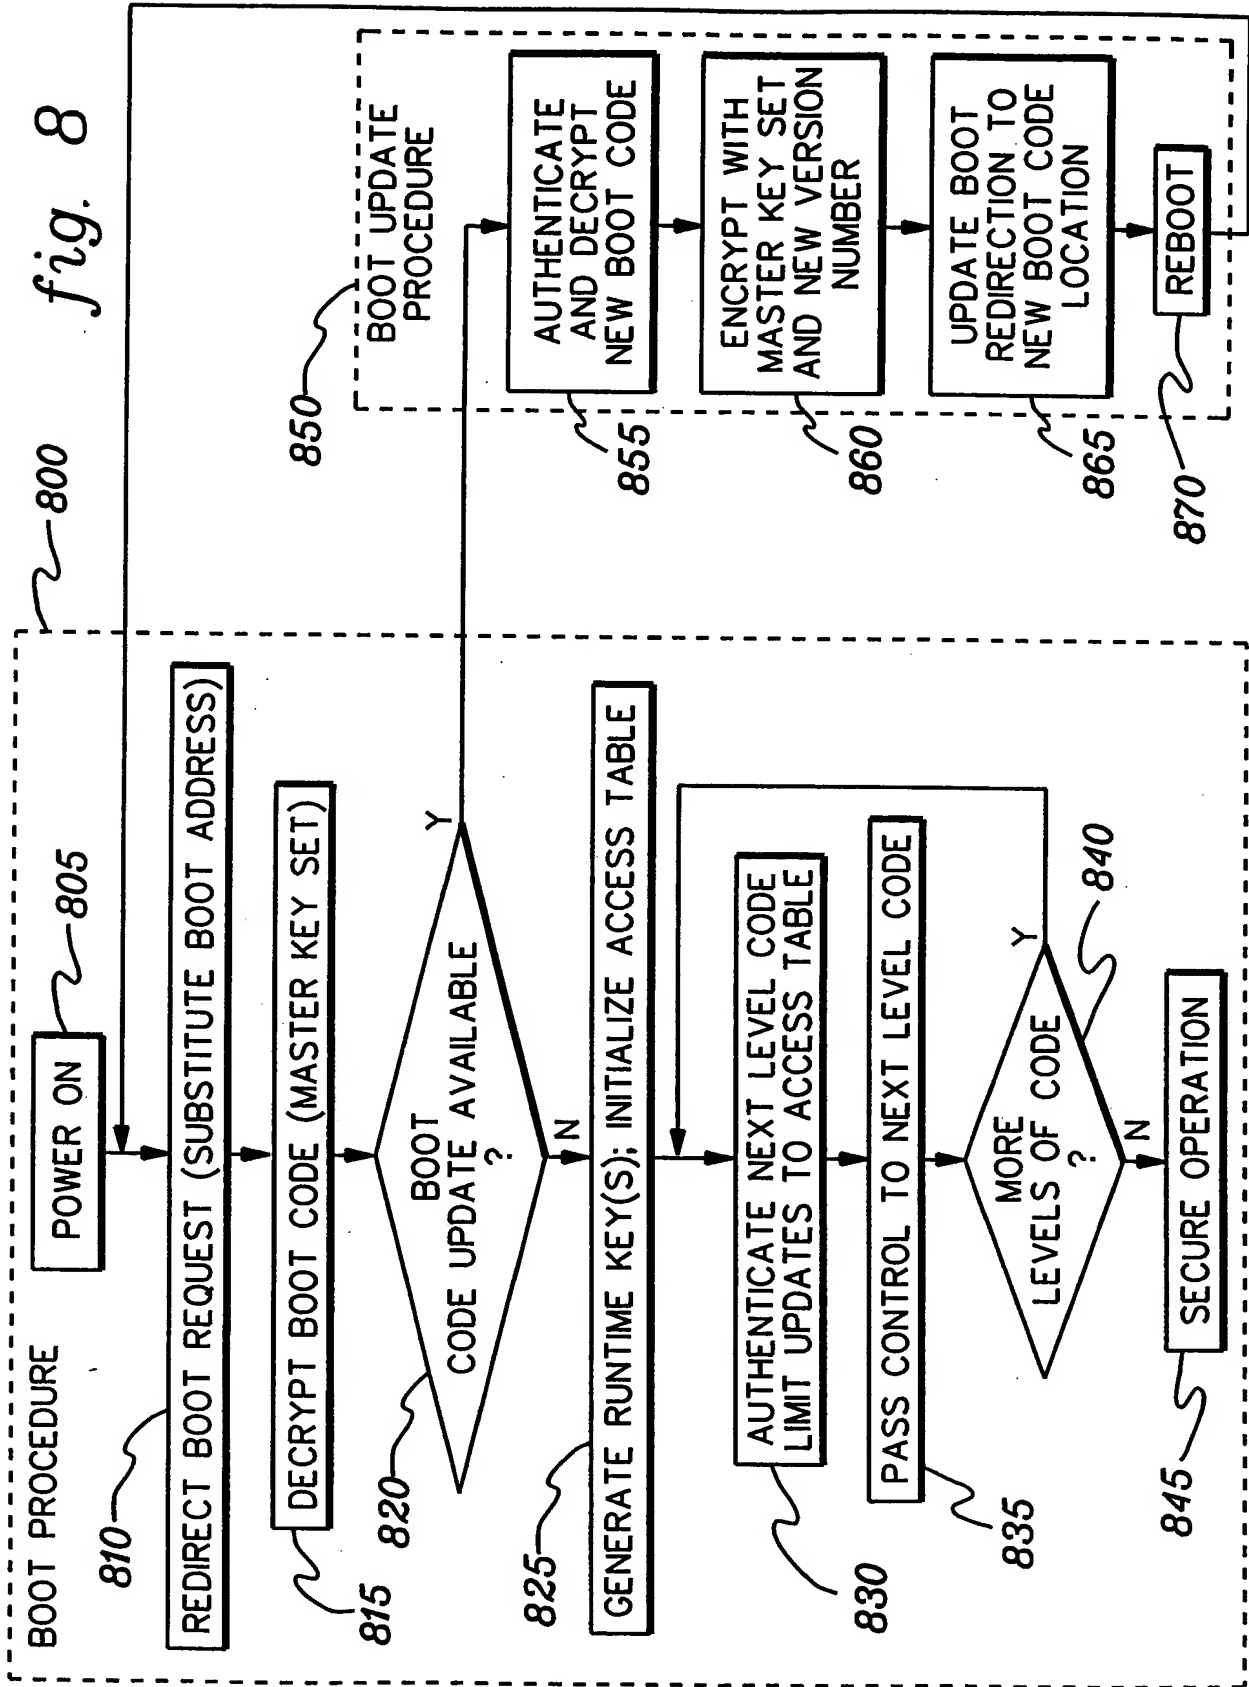 fig. 8
800
BOOT PROCEDURE
POWER ON
805
810
REDIRECT BOOT REQUEST (SUBSTITUTE BOOT ADDRESS)
DECRYPT BOOT CODE (MASTER KEY SET)
815
820
BOOT
CODE UPDATE AVAILABLE
?
Y
N
825
GENERATE RUNTIME KEY(S); INITIALIZE ACCESS TABLE
AUTHENTICATE NEXT LEVEL CODE
LIMIT UPDATES TO ACCESS TABLE
830
PASS CONTROL TO NEXT LEVEL CODE
835
MORE
LEVELS OF CODE
?
Y
840
N
SECURE OPERATION
845
850
BOOT UPDATE
PROCEDURE
AUTHENTICATE
AND DECRYPT
NEW BOOT CODE
855
ENCRYPT WITH
MASTER KEY SET
AND NEW VERSION
NUMBER
860
UPDATE BOOT
REDIRECTION TO
NEW BOOT CODE
LOCATION
865
REBOOT
870